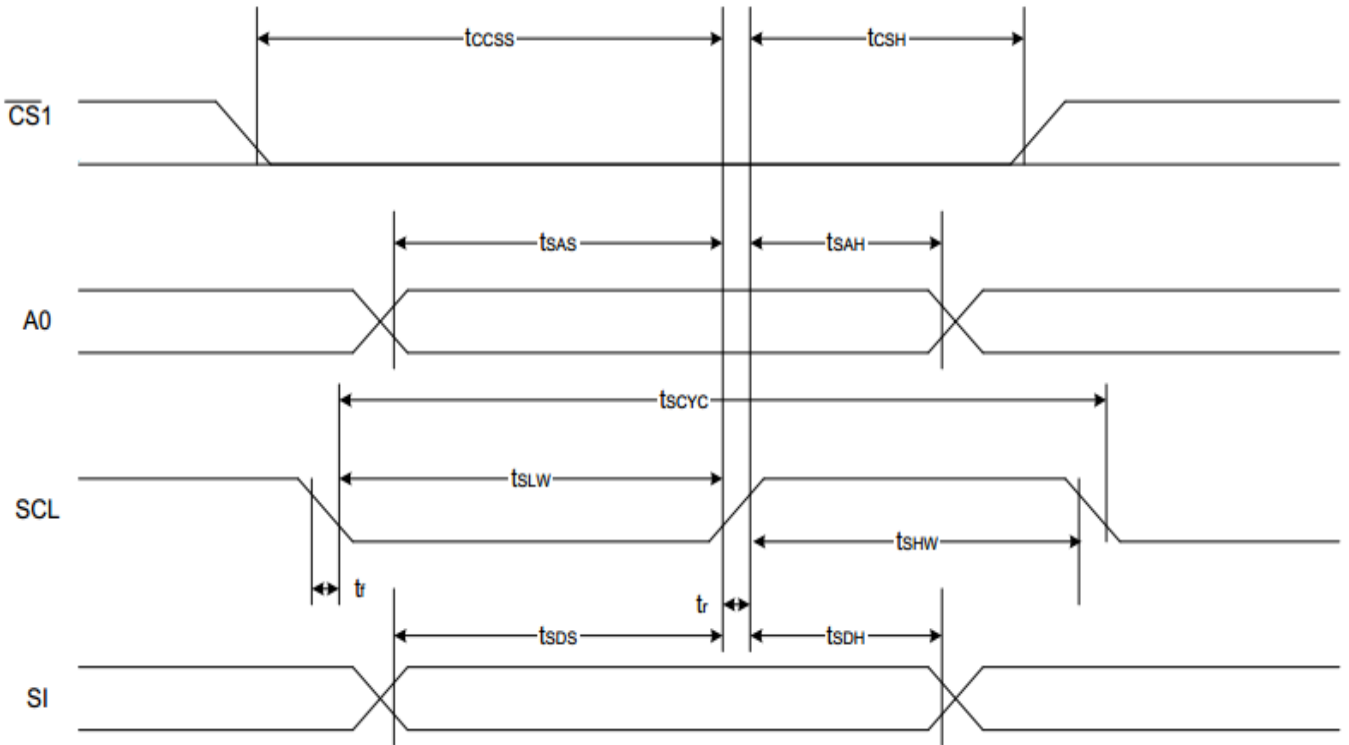 tCCSS tCSH
CS1
tSAS tSAH
A0
tSCYC
tSLW
SCL
tSHW
tf
tr
tSDS tSDH
SI